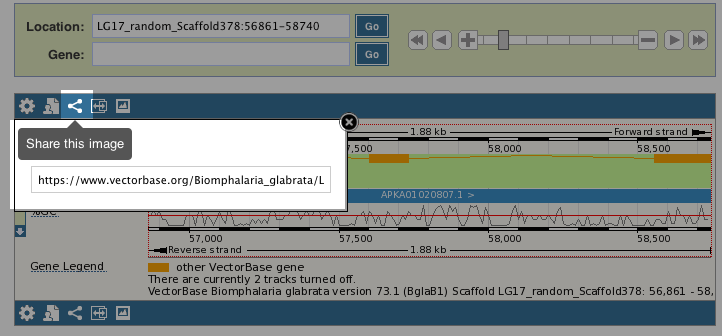 Location: LG17_random_Scaffold378:56861-58740 Go
Gene: Go
Share this image
https://www.vectorbase.org/Biomphalaria_glabrata/L
1.88 kb Forward strand
7,500 58,000 58,500
APKA01020807.1 >
%GC
57,000 57,500 58,000 58,500
Reverse strand 1.88 kb
Gene Legend other VectorBase gene
There are currently 2 tracks turned off.
VectorBase Biomphalaria glabrata version 73.1 (BglaB1) Scaffold LG17_random_Scaffold378: 56,861 - 58,